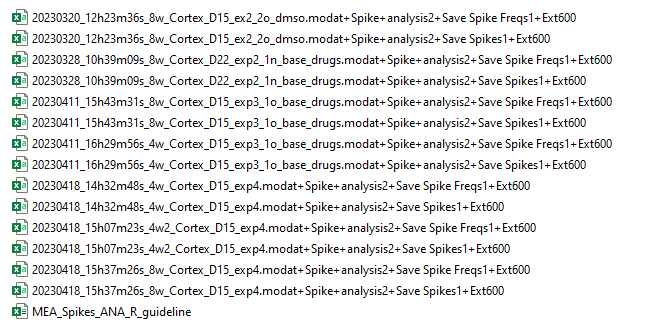 20230320_12h23m36s_8w_Cortex_D15_ex2_2o_dmso.modat+Spike+analysis2+Save Spike Freqs1+Ext600
20230320_12h23m36s_8w_Cortex_D15_ex2_2o_dmso.modat+Spike+analysis2+Save Spikes1+Ext600
20230328_10h39m09s_8w_Cortex_D22_exp2_1n_base_drugs.modat+Spike+analysis2+Save Spike Freqs1+Ext600
20230328_10h39m09s_8w_Cortex_D22_exp2_1n_base_drugs.modat+Spike+analysis2+Save Spikes1+Ext600
20230411_15h43m31s_8w_Cortex_D15_exp3_1o_base_drugs.modat+Spike+analysis2+Save Spike Freqs1+Ext600
20230411_15h43m31s_8w_Cortex_D15_exp3_1o_base_drugs.modat+Spike+analysis2+Save Spikes1+Ext600
20230411_16h29m56s_4w_Cortex_D15_exp3_1o_base_drugs.modat+Spike+analysis2+Save Spike Freqs1+Ext600
20230411_16h29m56s_4w_Cortex_D15_exp3_1o_base_drugs.modat+Spike+analysis2+Save Spikes1+Ext600
20230418_14h32m48s_4w_Cortex_D15_exp4.modat+Spike+analysis2+Save Spike Freqs1+Ext600
20230418_14h32m48s_4w_Cortex_D15_exp4.modat+Spike+analysis2+Save Spikes1+Ext600
20230418_15h07m23s_4w2_Cortex_D15_exp4.modat+Spike+analysis2+Save Spike Freqs1+Ext600
20230418_15h07m23s_4w2_Cortex_D15_exp4.modat+Spike+analysis2+Save Spikes1+Ext600
20230418_15h37m26s_8w_Cortex_D15_exp4.modat+Spike+analysis2+Save Spike Freqs1+Ext600
20230418_15h37m26s_8w_Cortex_D15_exp4.modat+Spike+analysis2+Save Spikes1+Ext600
MEA_Spikes_ANA_R_guideline